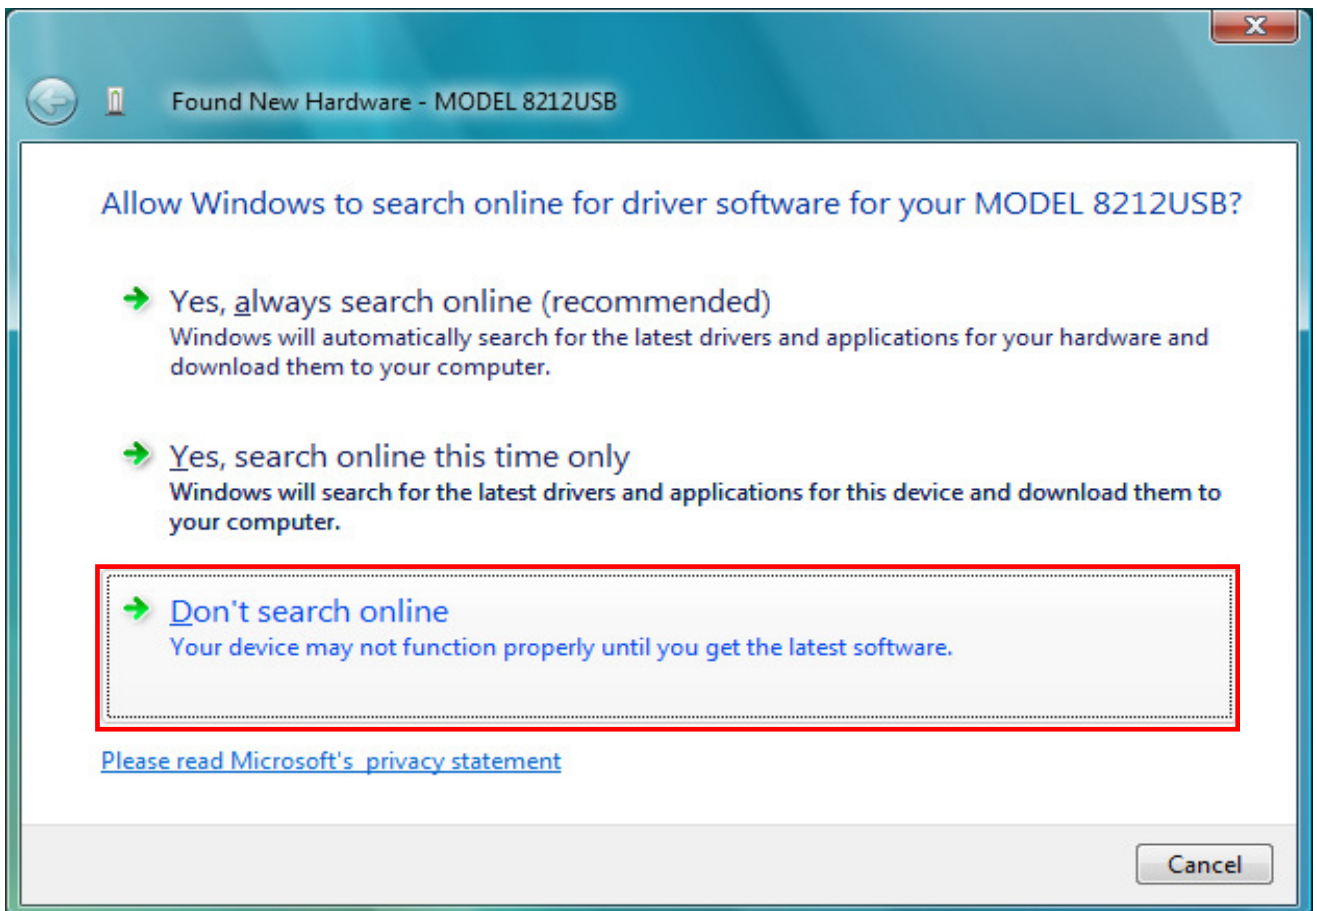 Found New Hardware - MODEL 8212USB
Allow Windows to search online for driver software for your MODEL 8212USB?
Yes, always search online (recommended)
Windows will automatically search for the latest drivers and applications for your hardware and
download them to your computer.
Yes, search online this time only
Windows will search for the latest drivers and applications for this device and download them to
your computer.
Don't search online
Your device may not function properly until you get the latest software.
Please read Microsoft's privacy statement
Cancel